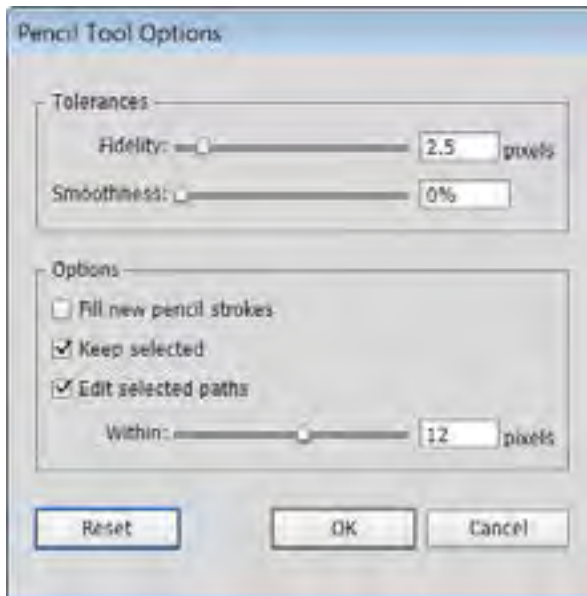 Pencil Tool Options
Tolerances
Fidelity: 2.5 pixels
Smoothness: 0%
Options
Fill new pencil strokes
Keep selected
Edit selected paths
Within: 12 pixels
Reset OK Cancel